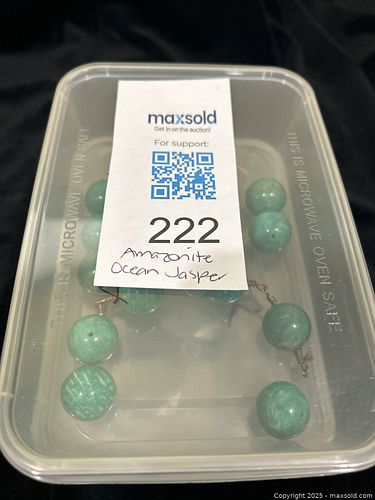 maxsold
Get in on the auction!
For support:
222
Amazonite
Ocean Jasper
THIS IS MICROWAVE OVEN SAFE
THIS IS MICROWAVE OVEN SAFE
Copyright 2025 - maxsold.com